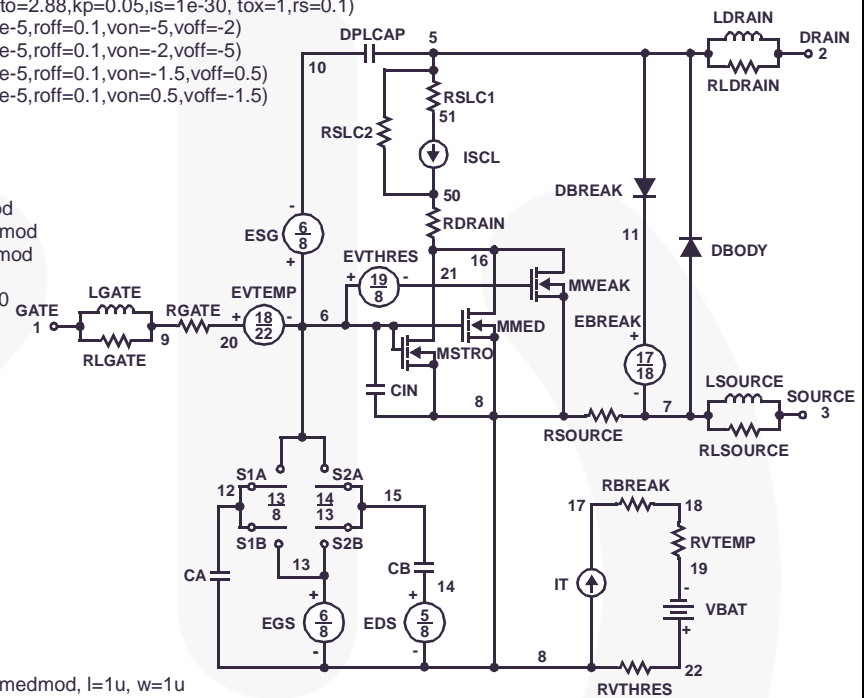 to=2.88,kp=0.05,is=1e-30, tox=1,rs=0.1)
e-5,roff=0.1,von=-5,voff=-2)
e-5,roff=0.1,von=-2,voff=-5)
e-5,roff=0.1,von=-1.5,voff=0.5)
e-5,roff=0.1,von=0.5,voff=-1.5)
mod
mod
0
LDRAIN
DPLCAP 5 DRAIN
2
10
RLDRAIN
RSLC1
51
RSLC2
ISCL
50
DBREAK
-
RDRAIN
ESG 6 8
+
11
DBODY
EVTHRES
16
+ 19 8 -
21
MWEAK
LGATE
GATE
1
RGATE
EVTEMP
+ 18 22 -
6
MMED
EBREAK
+
RLGATE
9
20
MSTRO
17 18
-
LSOURCE
CIN
8
7
SOURCE
3
RSOURCE
RLSOURCE
S1A
S2A
12
13 8
14 13
15
RBREAK
17
18
S1B
S2B
RVTEMP
13
CA
CB
19
14
IT
-
VBAT
+
+
EGS 6 8
-
+
EDS 5 8
-
8
22
RVTHRES
medmod, l=1u, w=1u